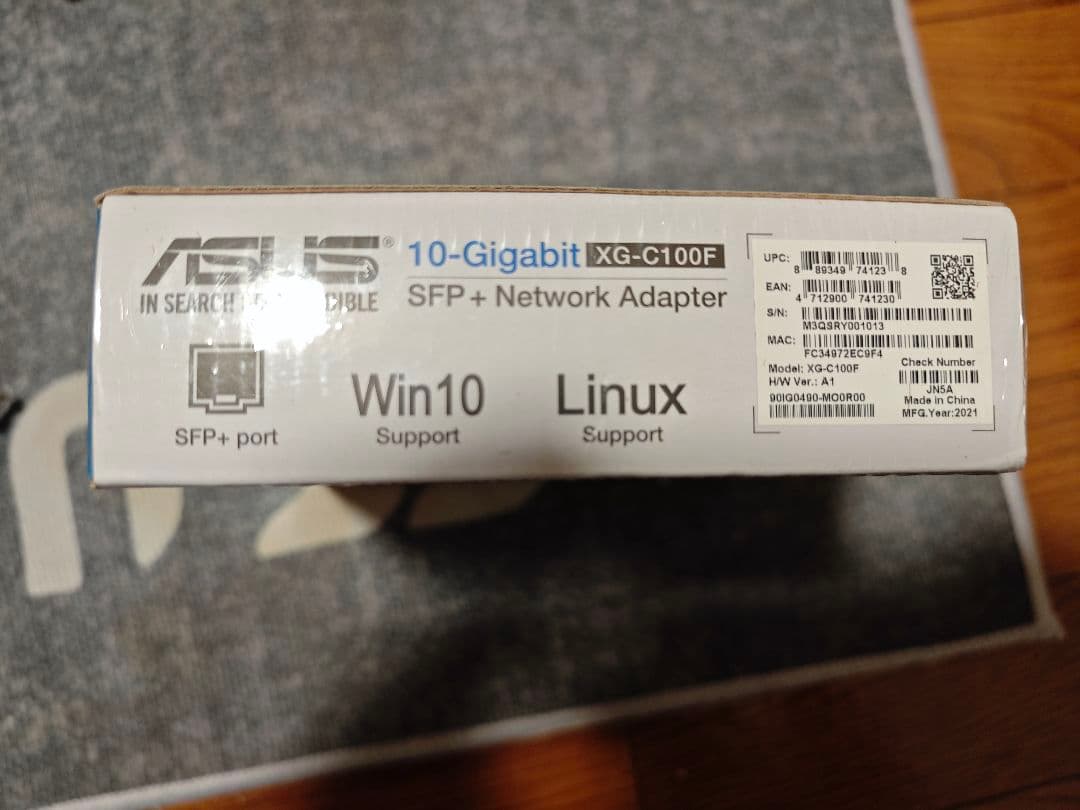 ASUS®
IN SEARCH DIBLE
10-Gigabit XG-C100F
SFP+ Network Adapter
SFP+ port
Win10
Support
Linux
Support
UPC:
8 89349 74123 8
EAN:
4 712900 741230
S/N:
M3QSRY001013
MAC:
FC34972EC9F4
Model: XG-C100F
H/W Ver.: A1
90IG0490-MO0R00
Check Number
JN5A
Made in China
MFG.Year:2021